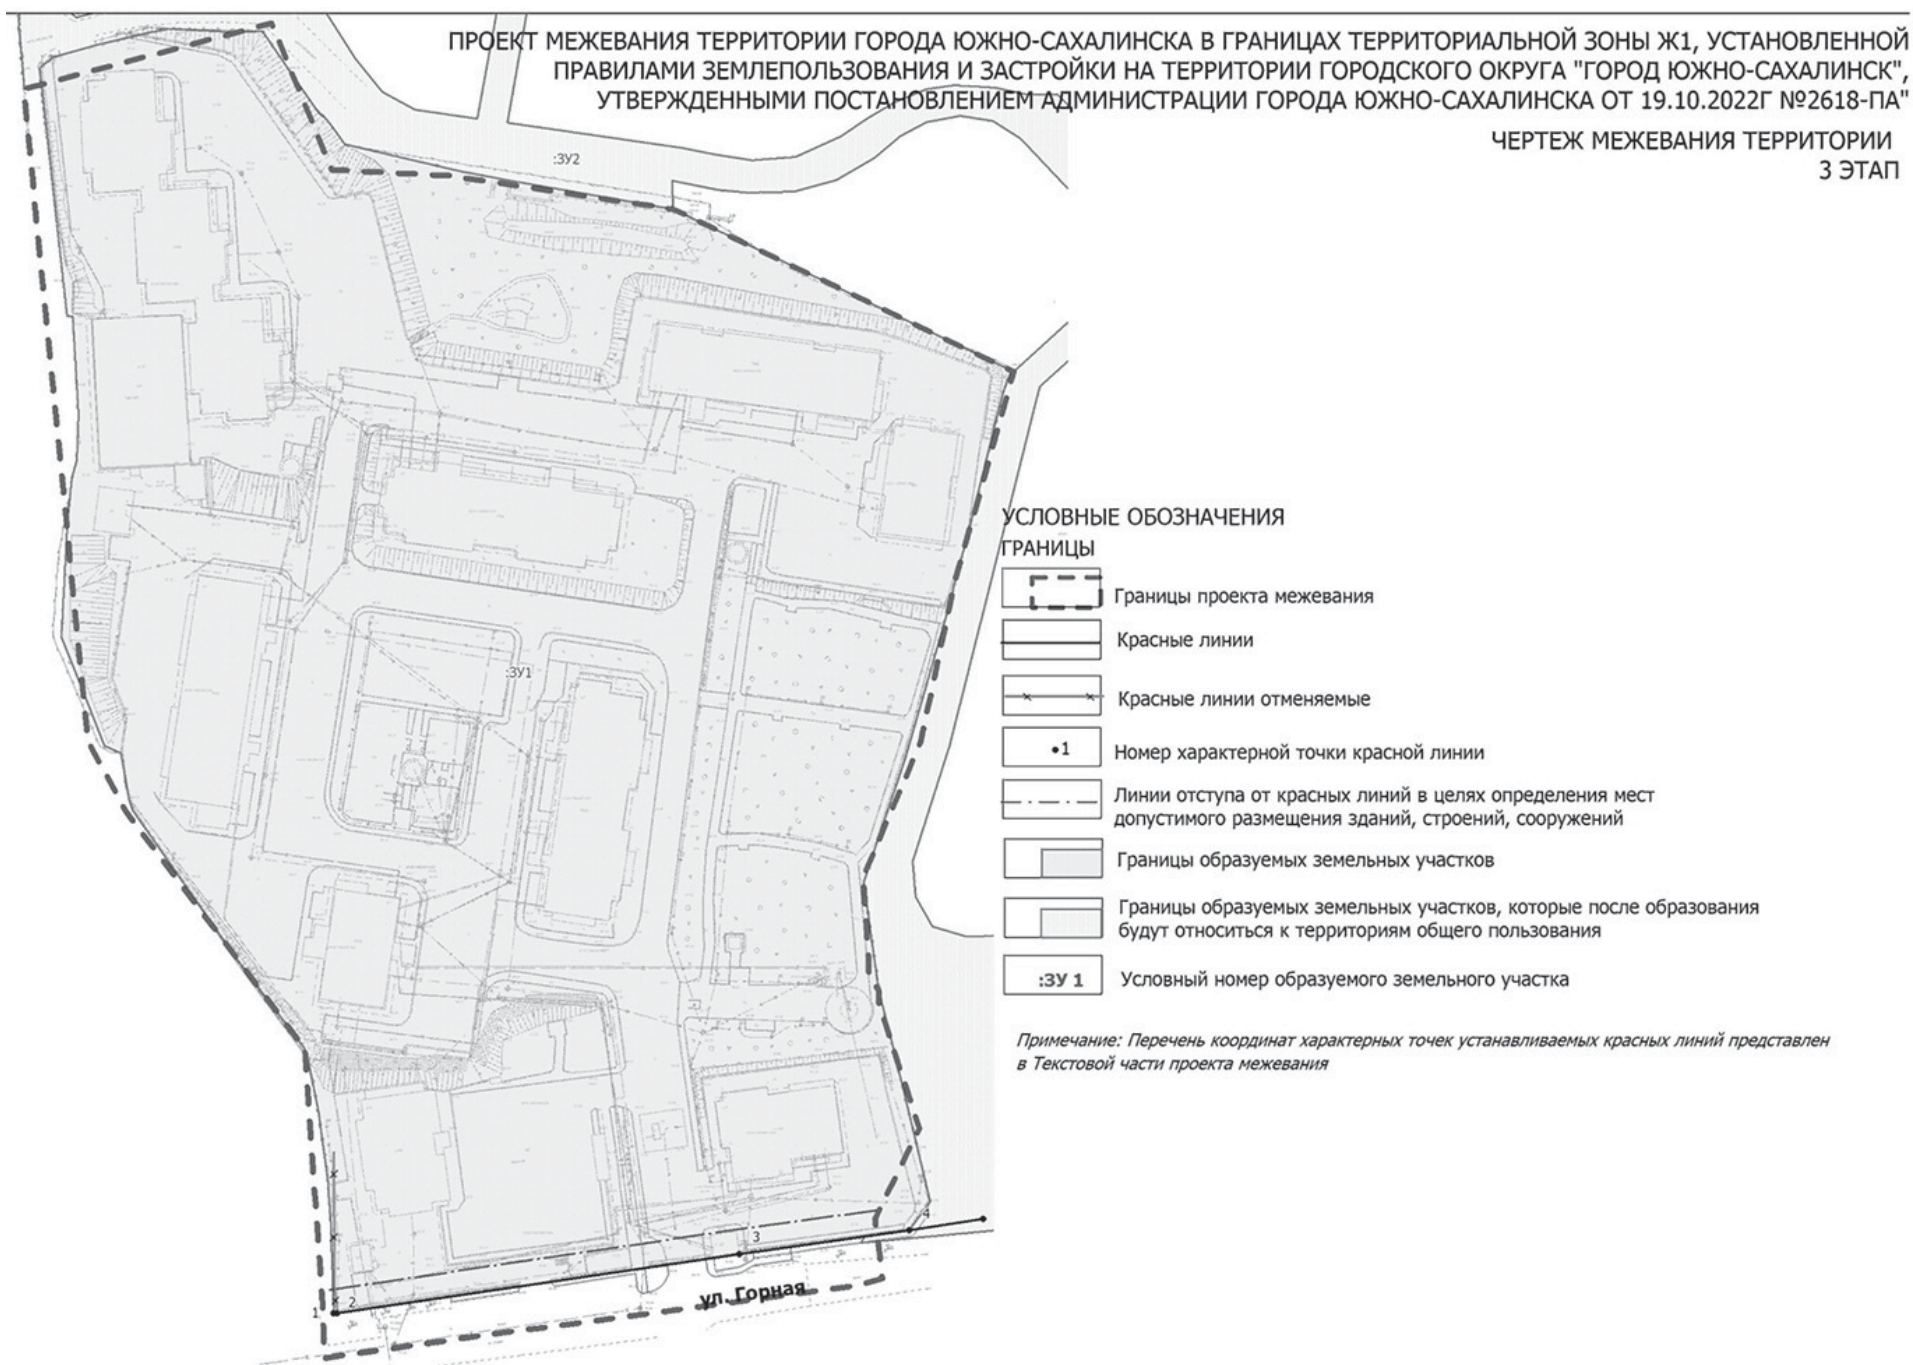 ПРОЕКТ МЕЖЕВАНИЯ ТЕРРИТОРИИ ГОРОДА ЮЖНО-САХАЛИНСКА В ГРАНИЦАХ ТЕРРИТОРИАЛЬНОЙ ЗОНЫ Ж1, УСТАНОВЛЕННОЙ
ПРАВИЛАМИ ЗЕМЛЕПОЛЬЗОВАНИЯ И ЗАСТРОЙКИ НА ТЕРРИТОРИИ ГОРОДСКОГО ОКРУГА "ГОРОД ЮЖНО-САХАЛИНСК",
УТВЕРЖДЕННЫМИ ПОСТАНОВЛЕНИЕМ АДМИНИСТРАЦИИ ГОРОДА ЮЖНО-САХАЛИНСКА ОТ 19.10.2022Г №2618-ПА"
ЧЕРТЕЖ МЕЖЕВАНИЯ ТЕРРИТОРИИ
3 ЭТАП
:ЗУ2
:ЗУ1
УСЛОВНЫЕ ОБОЗНАЧЕНИЯ
ГРАНИЦЫ
Границы проекта межевания
Красные линии
Красные линии отменяемые
1 Номер характерной точки красной линии
Линии отступа от красных линий в целях определения мест
допустимого размещения зданий, строений, сооружений
Границы образуемых земельных участков
Границы образуемых земельных участков, которые после образования
будут относиться к территориям общего пользования
:ЗУ 1 Условный номер образуемого земельного участка
Примечание: Перечень координат характерных точек устанавливаемых красных линий представлен
в Текстовой части проекта межевания
4
3
1 2
ул. Горная